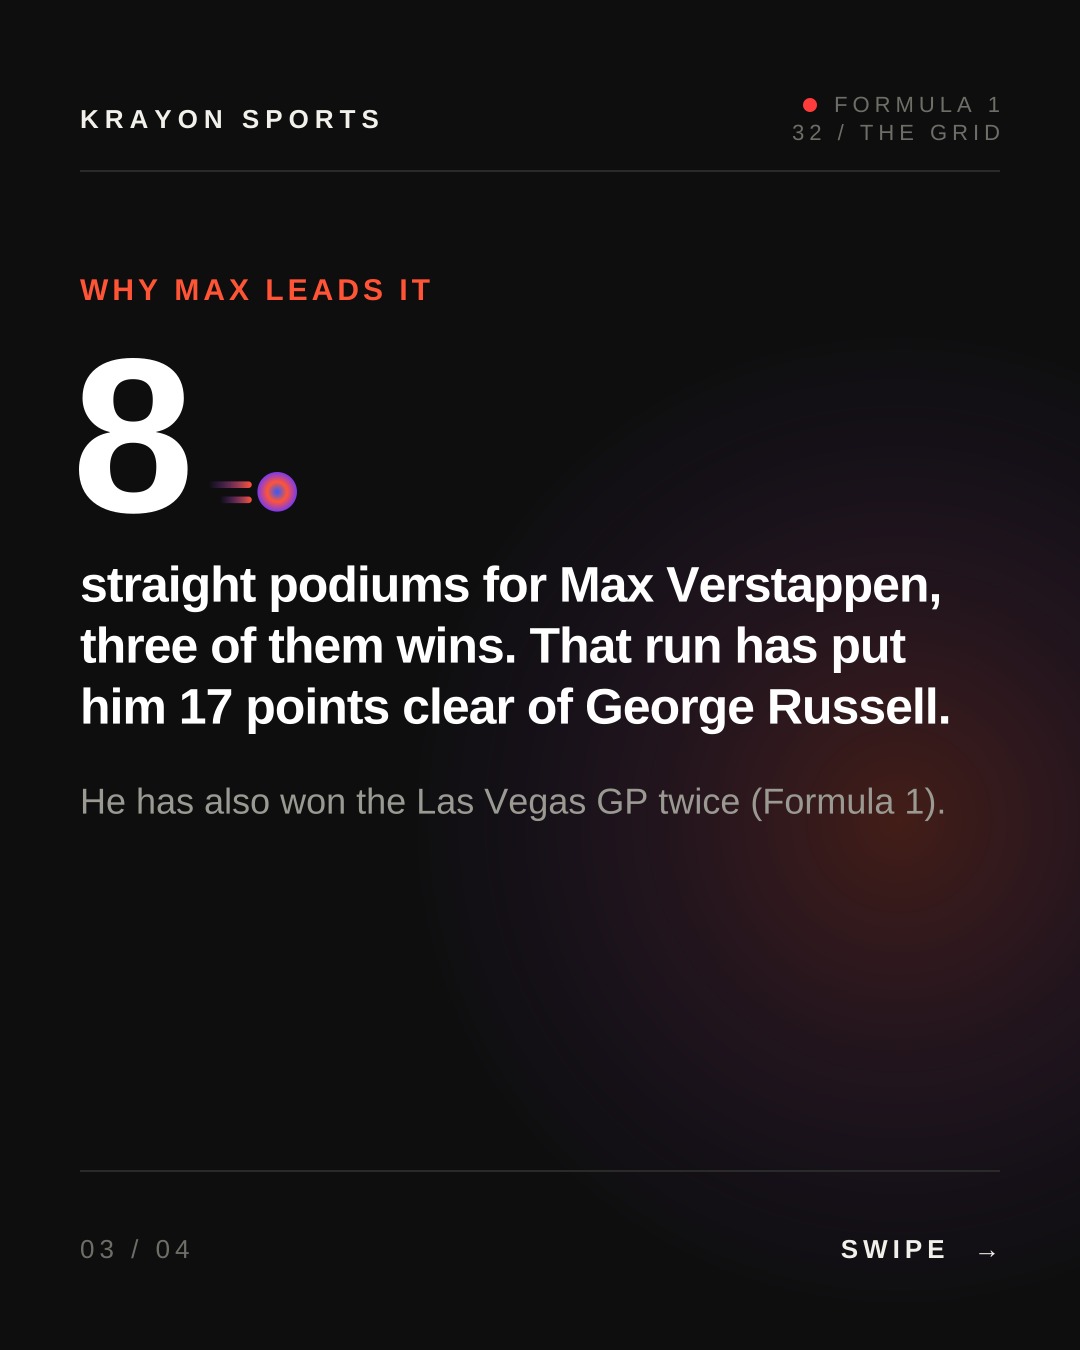 KRAYON SPORTS
FORMULA 1
32 / THE GRID
WHY MAX LEADS IT
8
straight podiums for Max Verstappen,
three of them wins. That run has put
him 17 points clear of George Russell.
He has also won the Las Vegas GP twice (Formula 1).
03 / 04
SWIPE →